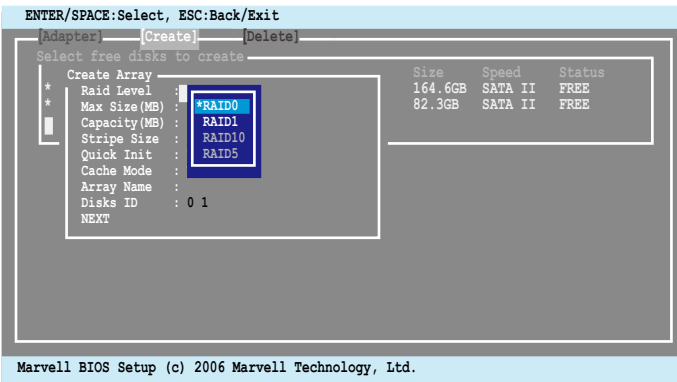 ENTER/SPACE:Select, ESC:Back/Exit
[Adapter] [Create] [Delete]
Select free disks to create
Create Array Size Speed Status
* Raid Level : 164.6GB SATA II FREE
* Max Size(MB) : *RAID0 82.3GB SATA II FREE
Capacity(MB) : RAID1
Stripe Size : RAID10
Quick Init : RAID5
Cache Mode :
Array Name :
Disks ID : 0 1
NEXT
Marvell BIOS Setup (c) 2006 Marvell Technology, Ltd.